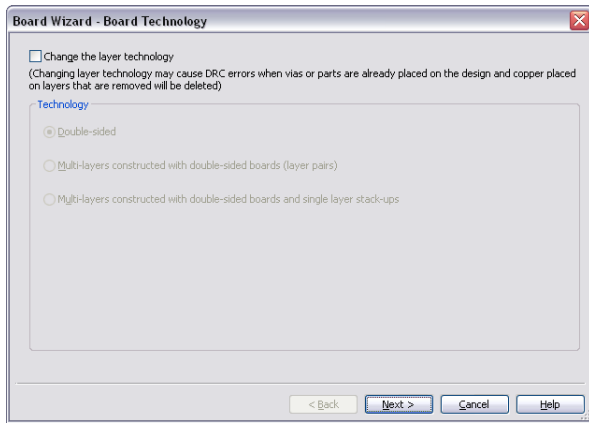 Board Wizard - Board Technology
Change the layer technology
(Changing layer technology may cause DRC errors when vias or parts are already placed on the design and copper placed
on layers that are removed will be deleted)
Technology
Double-sided
Multi-layers constructed with double-sided boards (layer pairs)
Multi-layers constructed with double-sided boards and single layer stack-ups
< Back Next > Cancel Help